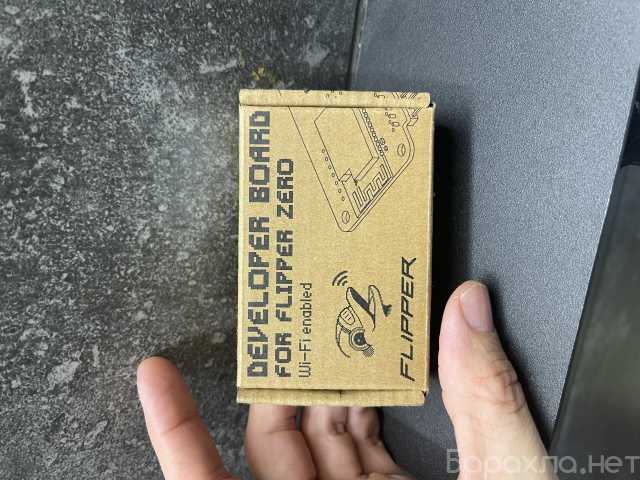 DEVELOPER BOARD
FOR FLIPPER ZERO
Wi-Fi enabled
FLIPPER
Барахла.нет